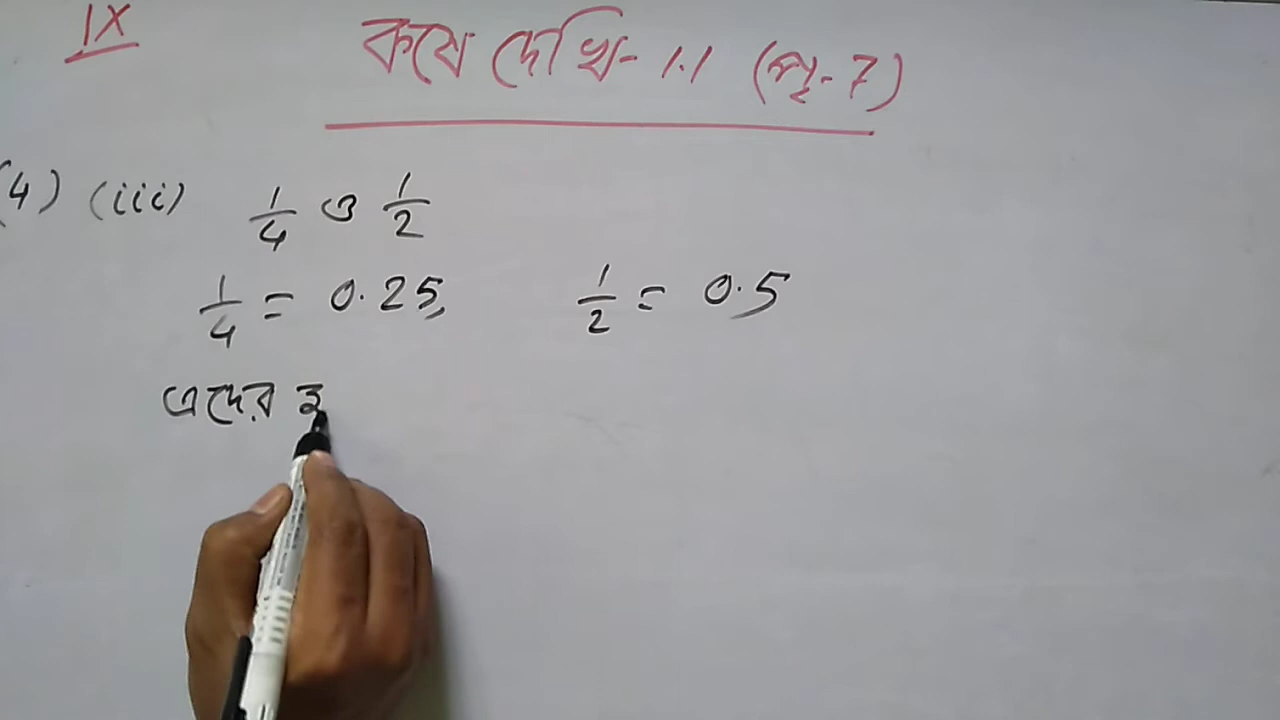 IX
কষে দেখি- 1.1 (পৃ- 7)
(4) (iii) 1/4 ও 1/2
1/4 = 0.25, 1/2 = 0.5
এদের